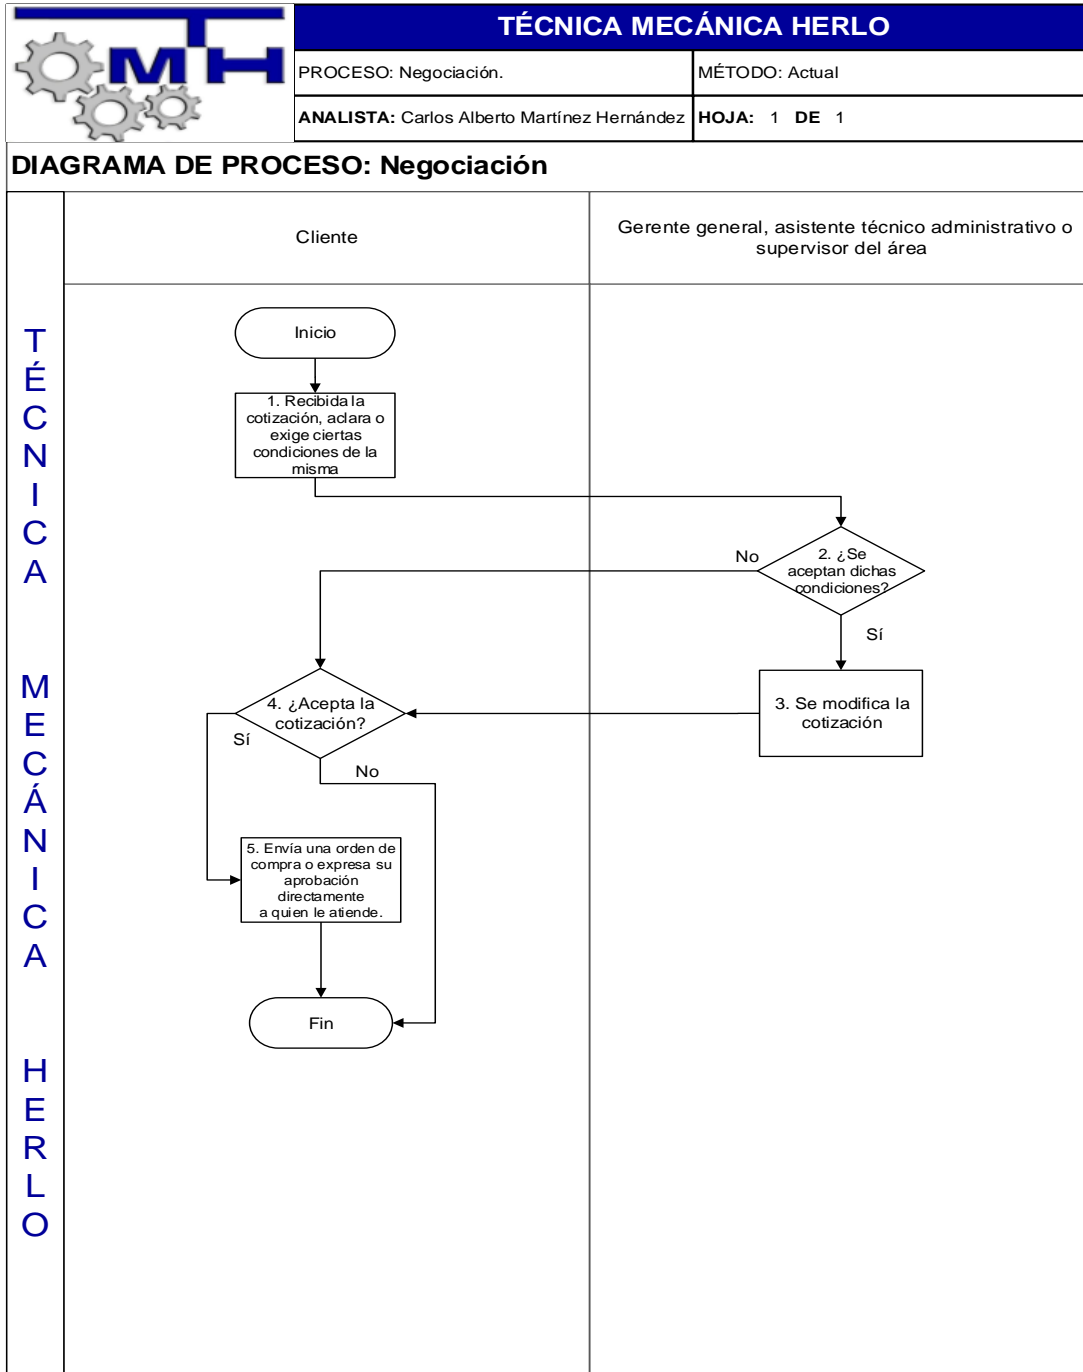 MTH
TÉCNICA MECÁNICA HERLO
PROCESO: Negociación.
MÉTODO: Actual
ANALISTA: Carlos Alberto Martínez Hernández
HOJA: 1 DE 1
DIAGRAMA DE PROCESO: Negociación
Cliente
Gerente general, asistente técnico administrativo o
supervisor del área
TÉCNICA MECÁNICA HERLO
Inicio
1. Recibida la
cotización, aclara o
exige ciertas
condiciones de la
misma
2. ¿Se
aceptan dichas
condiciones?
No
Sí
3. Se modifica la
cotización
4. ¿Acepta la
cotización?
Sí
No
5. Envía una orden de
compra o expresa su
aprobación
directamente
a quien le atiende.
Fin